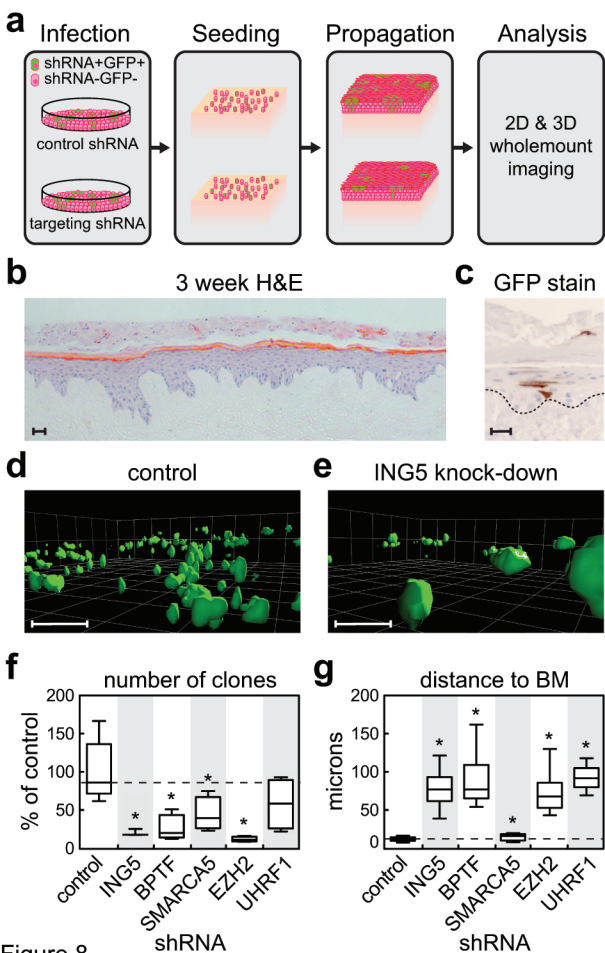 a
Infection
Seeding
Propagation
Analysis
shRNA+GFP+
shRNA-GFP-
control shRNA
targeting shRNA
2D & 3D
wholemount
imaging
b
3 week H&E
c
GFP stain
d
control
e
ING5 knock-down
f
number of clones
% of control
200
150
100
50
0
*
*
*
*
control
ING5
BPTF
SMARCA5
EZH2
UHRF1
shRNA
g
distance to BM
microns
200
150
100
50
0
*
*
*
*
*
control
ING5
BPTF
SMARCA5
EZH2
UHRF1
shRNA
Figure 8